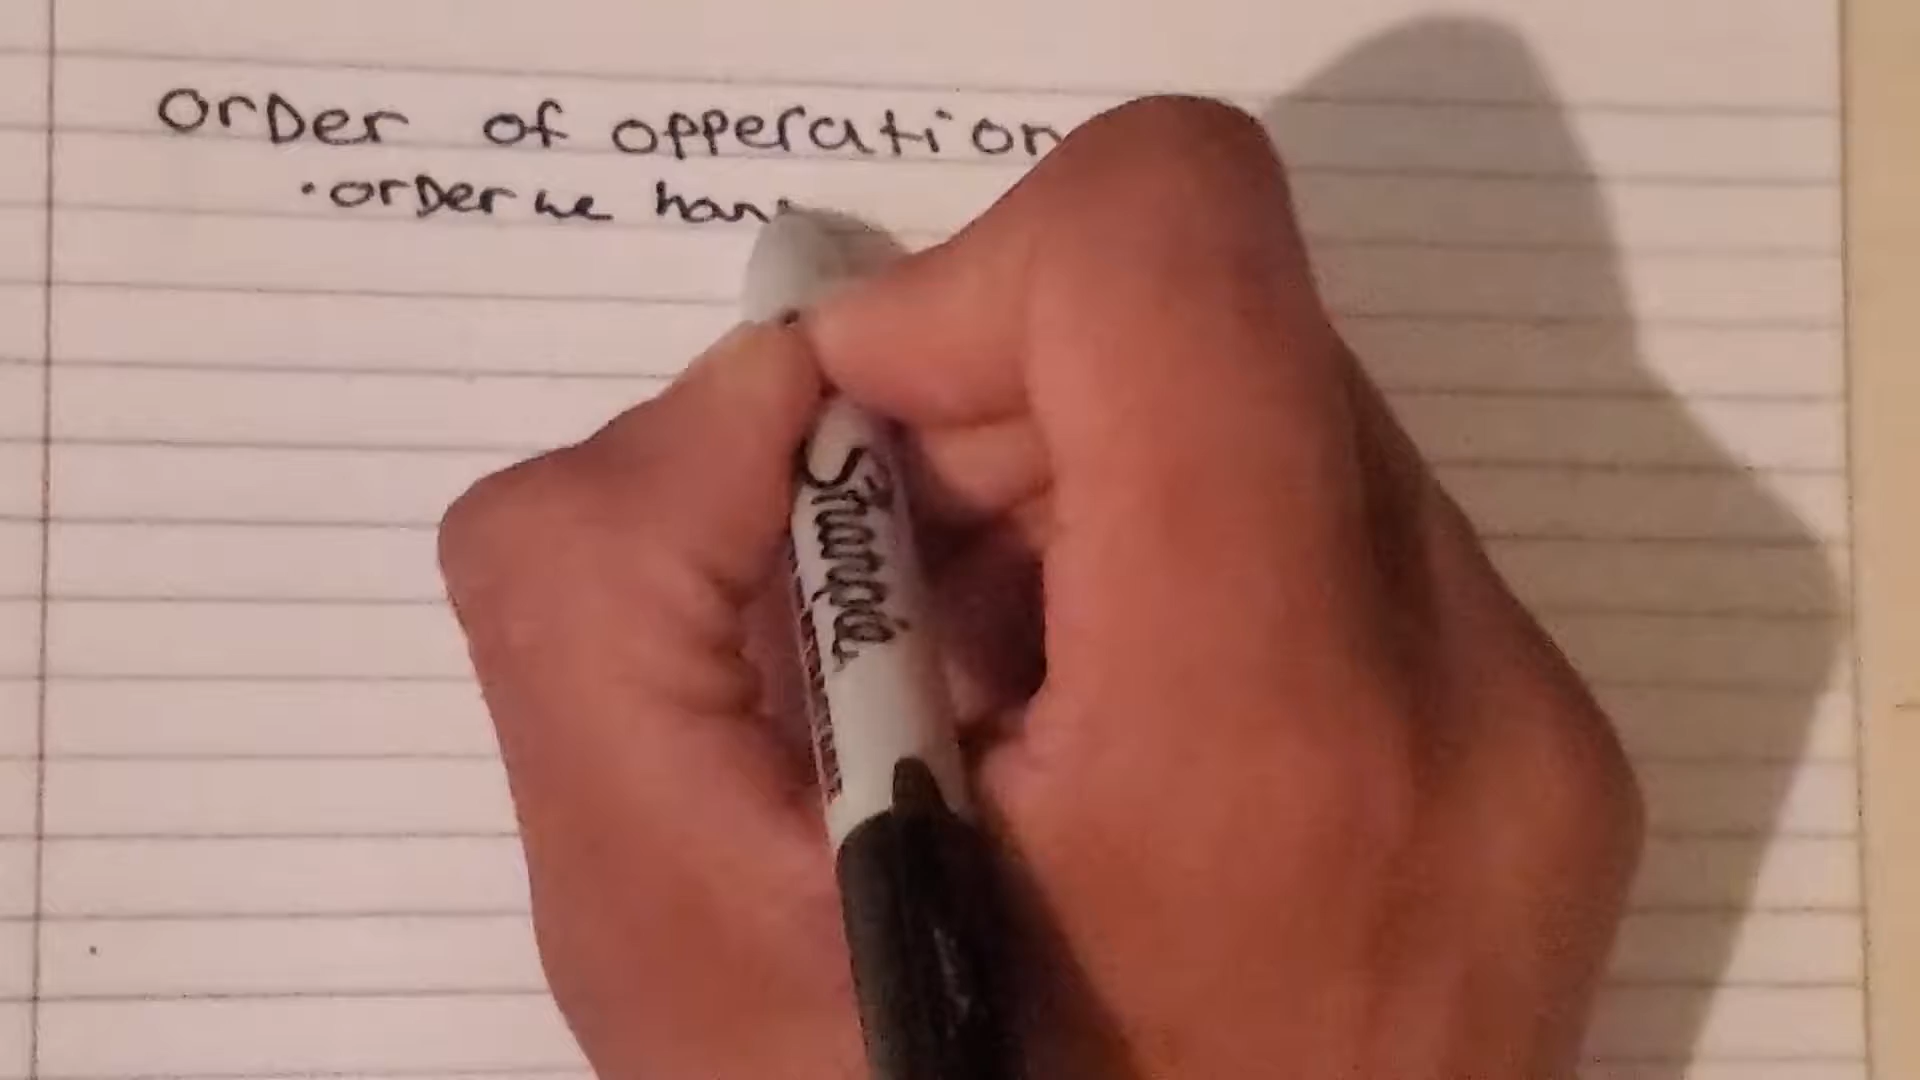 OrDer of opperation
• orDer we han
Sharpie